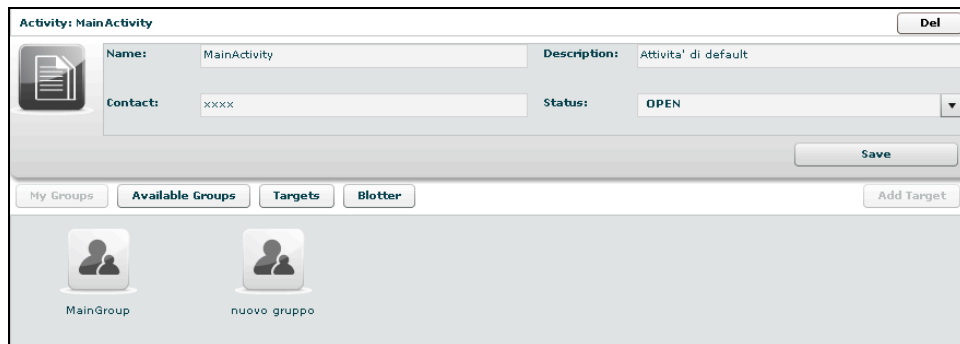 Activity: MainActivity Del
Name: MainActivity Description: Attivita' di default
Contact: xxxx Status: OPEN
Save
My Groups Available Groups Targets Blotter Add Target
MainGroup nuovo gruppo